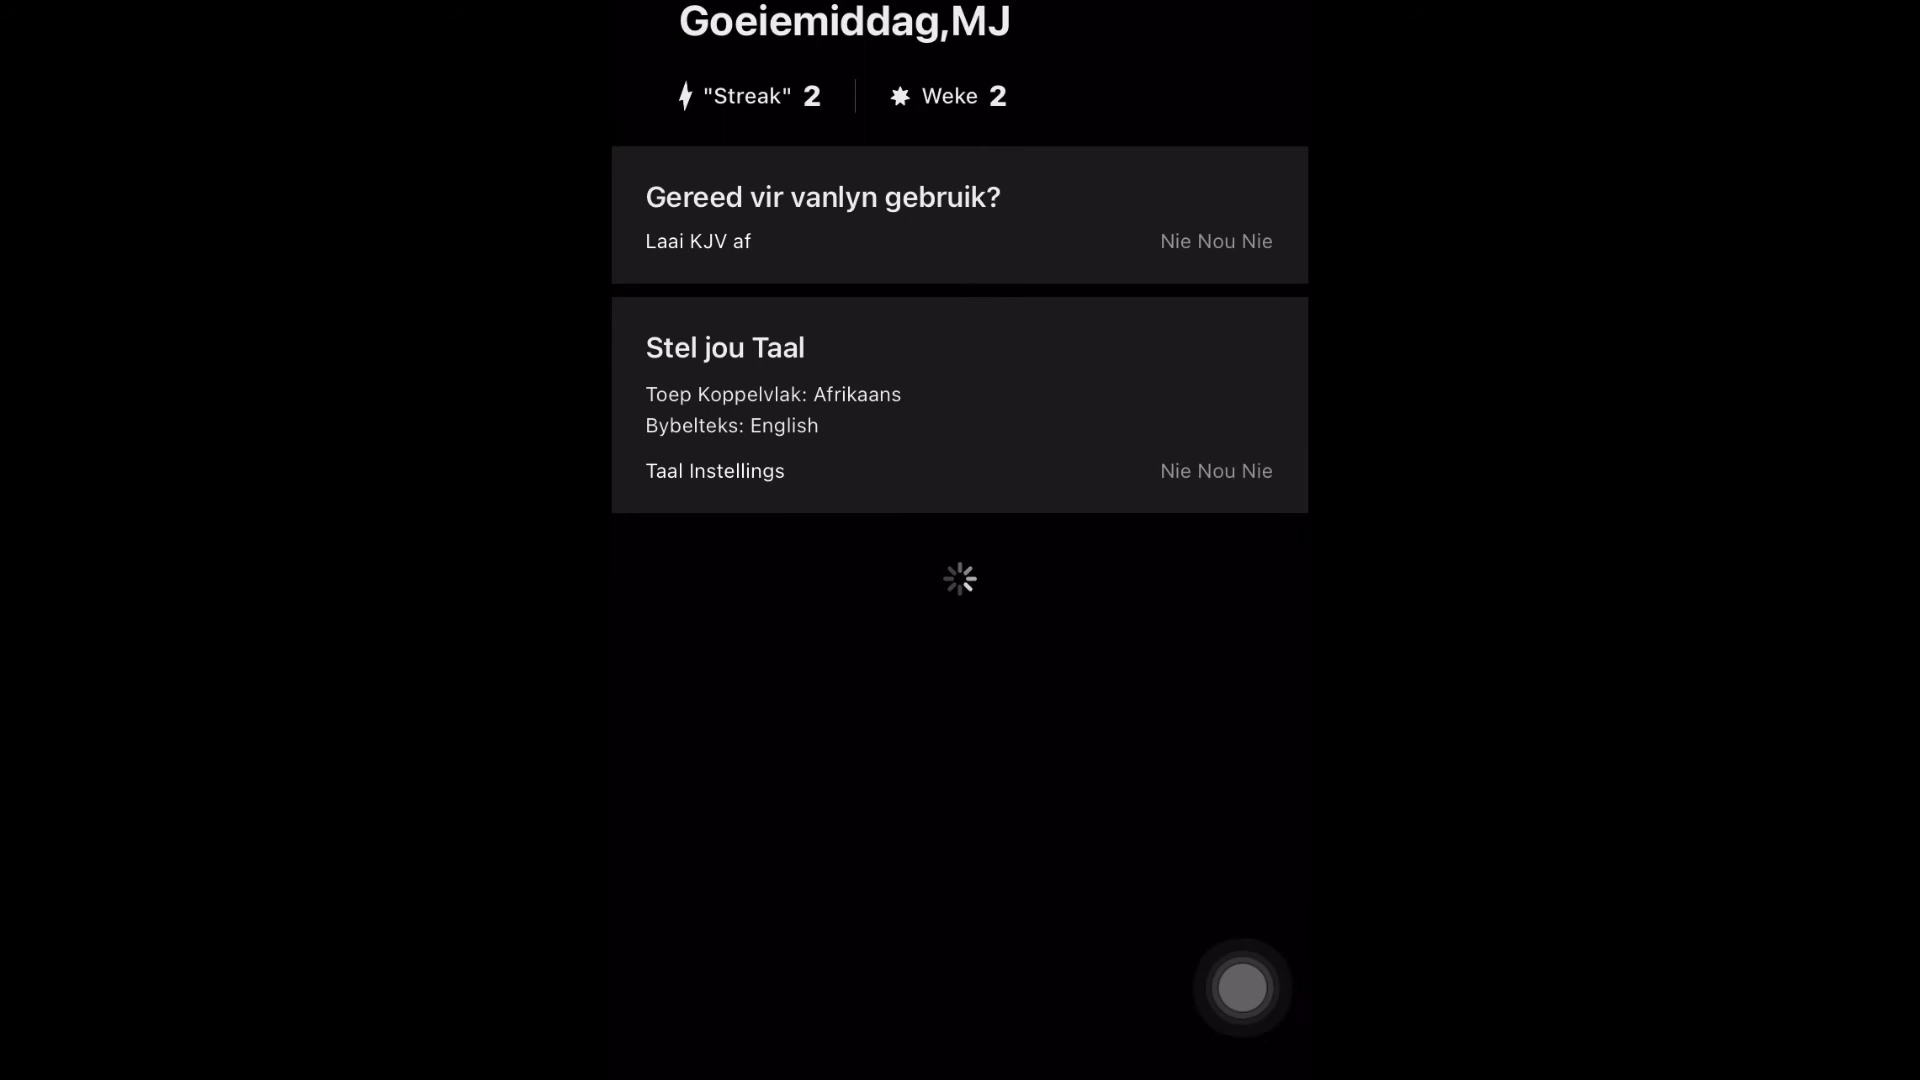 Goeiemiddag,MJ
"Streak" 2 Weke 2
Gereed vir vanlyn gebruik?
Laai KJV af Nie Nou Nie
Stel jou Taal
Toep Koppelvlak: Afrikaans
Bybelteks: English
Taal Instellings Nie Nou Nie